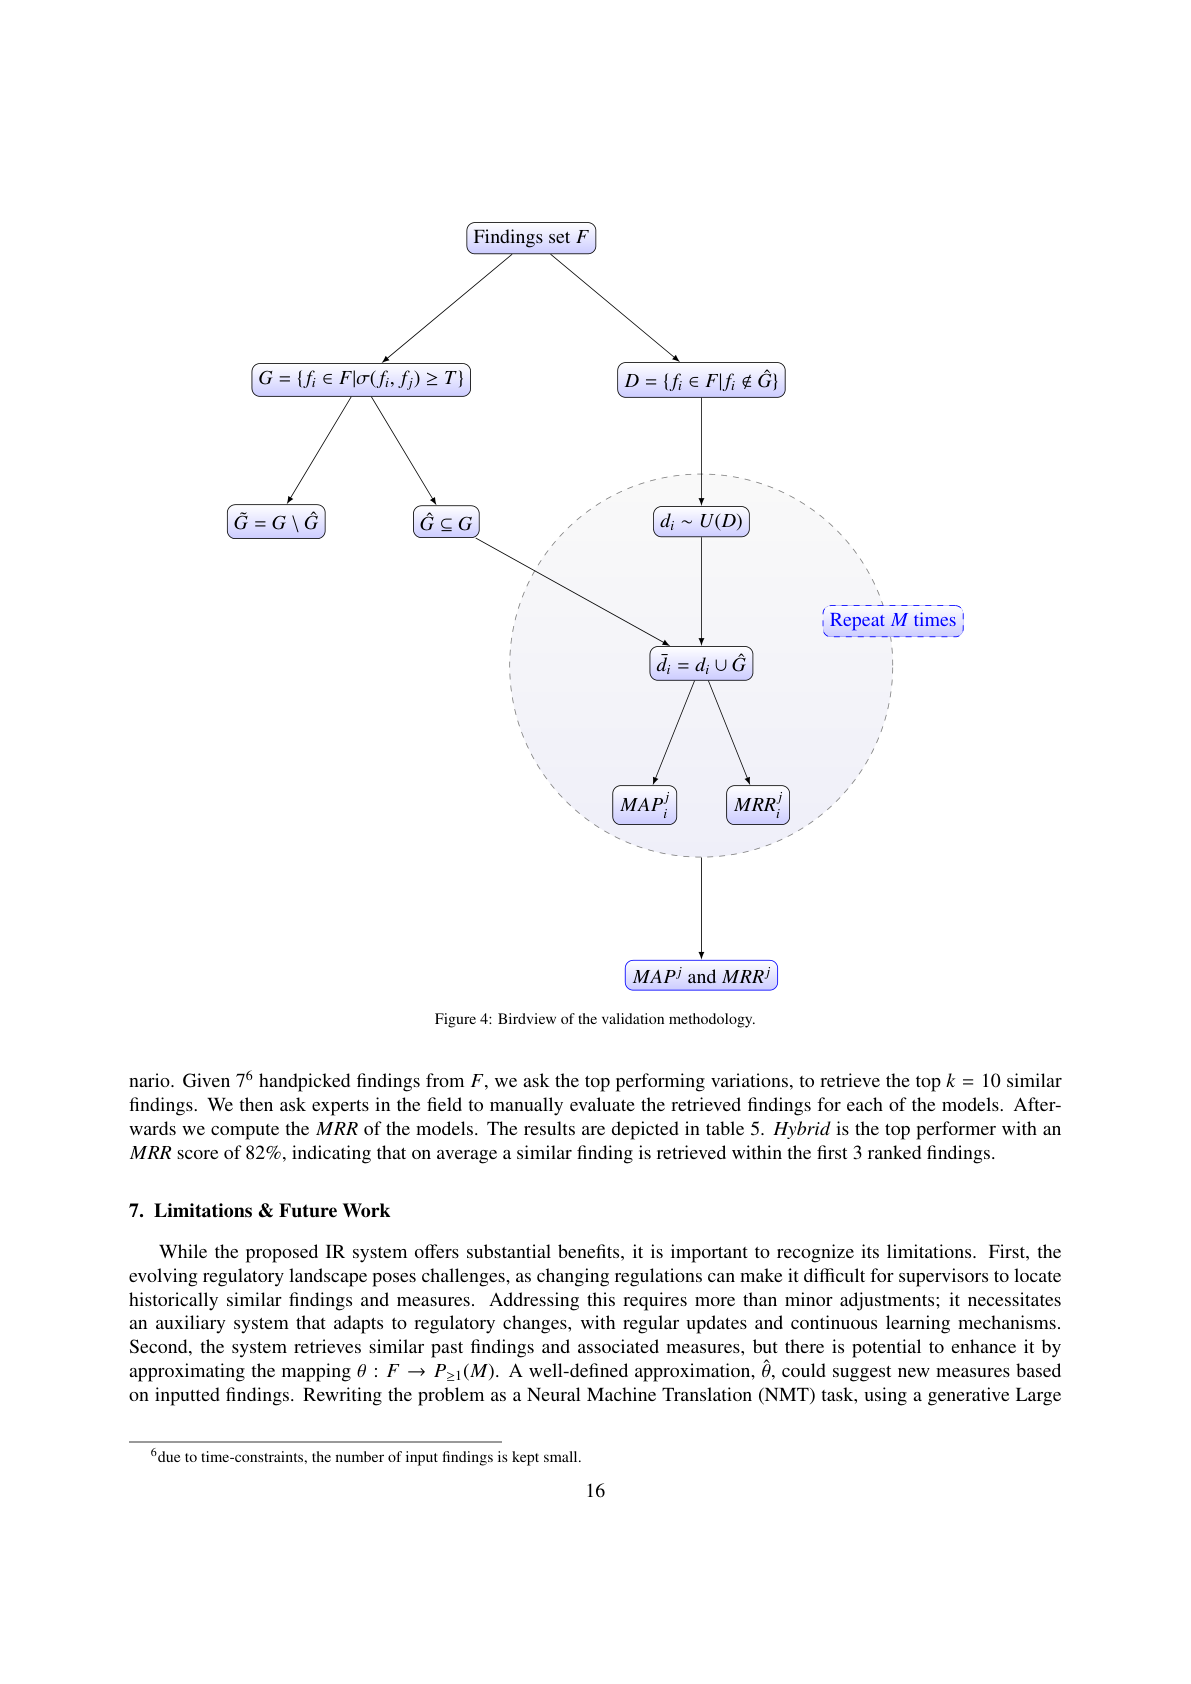 Findings set F
G = {f_i ∈ F|σ(f_i, f_j) ≥ T}
D = {f_i ∈ F|f_i ∉ Ĝ}
G̃ = G \ Ĝ
Ĝ ⊆ G
d_i ~ U(D)
Repeat M times
d̄_i = d_i ∪ Ĝ
MAP_i^j
MRR_i^j
MAP^j and MRR^j
Figure 4: Birdview of the validation methodology.
nario. Given 7⁶ handpicked findings from F, we ask the top performing variations, to retrieve the top k = 10 similar
findings. We then ask experts in the field to manually evaluate the retrieved findings for each of the models. After-
wards we compute the MRR of the models. The results are depicted in table 5. Hybrid is the top performer with an
MRR score of 82%, indicating that on average a similar finding is retrieved within the first 3 ranked findings.
7. Limitations & Future Work
While the proposed IR system offers substantial benefits, it is important to recognize its limitations. First, the
evolving regulatory landscape poses challenges, as changing regulations can make it difficult for supervisors to locate
historically similar findings and measures. Addressing this requires more than minor adjustments; it necessitates
an auxiliary system that adapts to regulatory changes, with regular updates and continuous learning mechanisms.
Second, the system retrieves similar past findings and associated measures, but there is potential to enhance it by
approximating the mapping θ : F → P_≥1(M). A well-defined approximation, θ̂, could suggest new measures based
on inputted findings. Rewriting the problem as a Neural Machine Translation (NMT) task, using a generative Large
⁶due to time-constraints, the number of input findings is kept small.
16